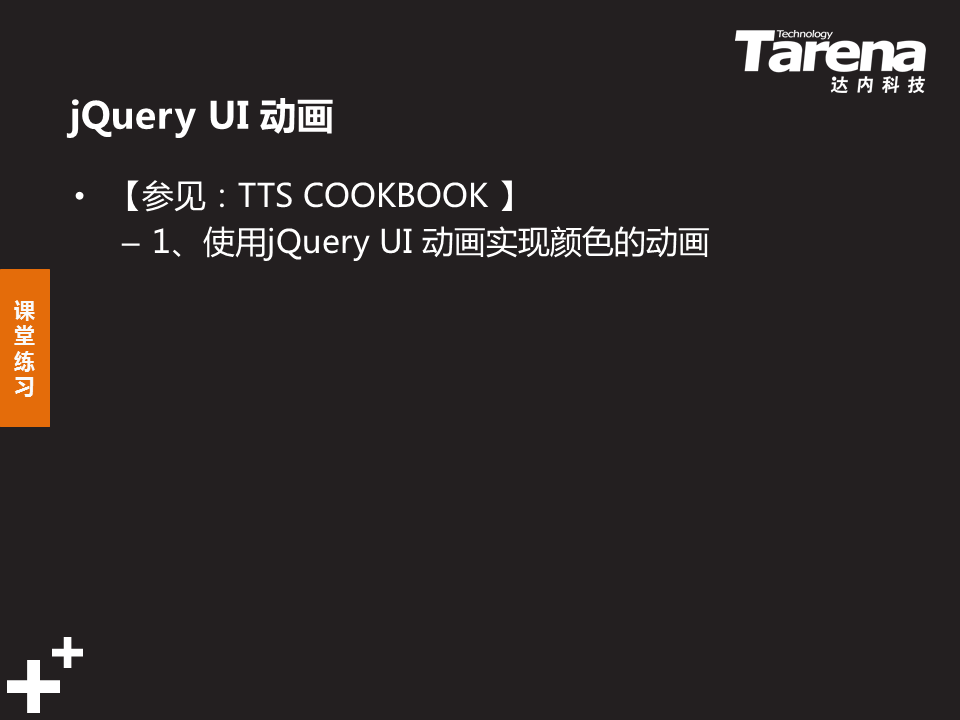 Technology
Tarena
达内科技
jQuery UI 动画
• 【参见：TTS COOKBOOK 】
– 1、使用jQuery UI 动画实现颜色的动画
课
堂
练
习